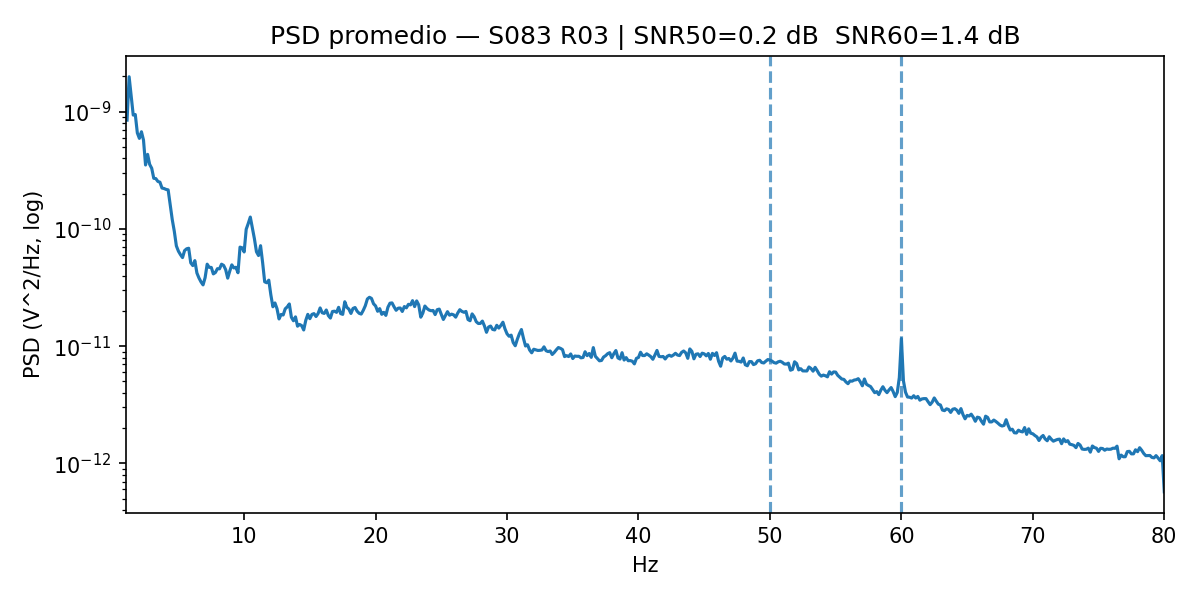 PSD promedio — S083 R03 | SNR50=0.2 dB  SNR60=1.4 dB
PSD (V^2/Hz, log)
10⁻⁹
10⁻¹⁰
10⁻¹¹
10⁻¹²
10 20 30 40 50 60 70 80
Hz